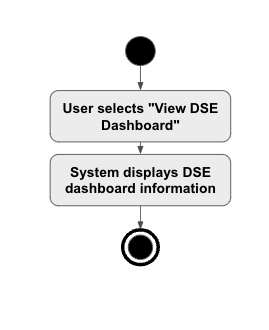 User selects "View DSE
Dashboard"
System displays DSE
dashboard information